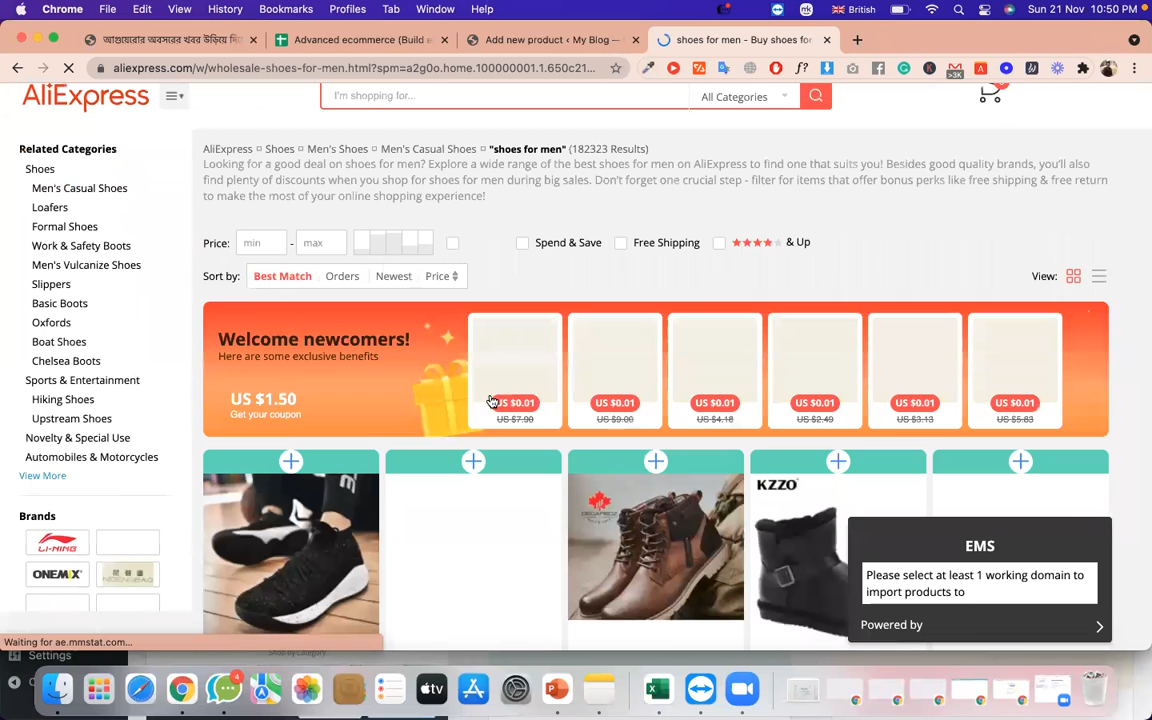 Chrome File Edit View History Bookmarks Profiles Tab Window Help British Sun 21 Nov 10:50 PM
আশুয়েরোর অবসরের খবর উড়িয়ে দি Advanced ecommerce (Build e Add new product ‹ My Blog — shoes for men - Buy shoes for
aliexpress.com/w/wholesale-shoes-for-men.html?spm=a2g0o.home.100000001.1.650c21...
AliExpress I'm shopping for... All Categories
Related Categories
Shoes
Men's Casual Shoes
Loafers
Formal Shoes
Work & Safety Boots
Men's Vulcanize Shoes
Slippers
Basic Boots
Oxfords
Boat Shoes
Chelsea Boots
Sports & Entertainment
Hiking Shoes
Upstream Shoes
Novelty & Special Use
Automobiles & Motorcycles
View More
Brands
LI-NING
ONEMIX
AliExpress Shoes Men's Shoes Men's Casual Shoes "shoes for men" (182323 Results)
Looking for a good deal on shoes for men? Explore a wide range of the best shoes for men on AliExpress to find one that suits you! Besides good quality brands, you'll also
find plenty of discounts when you shop for shoes for men during big sales. Don't forget one crucial step - filter for items that offer bonus perks like free shipping & free return
to make the most of your online shopping experience!
Price: min - max Spend & Save Free Shipping & Up
Sort by: Best Match Orders Newest Price View:
Welcome newcomers!
Here are some exclusive benefits
US $1.50
Get your coupon
US $0.01 US $0.01 US $0.01 US $0.01 US $0.01 US $0.01
US $7.90 US $9.00 US $4.18 US $2.49 US $3.13 US $5.83
KZZO
EMS
Please select at least 1 working domain to
import products to
Powered by
Waiting for ae.mmstat.com...
Settings
4
tv